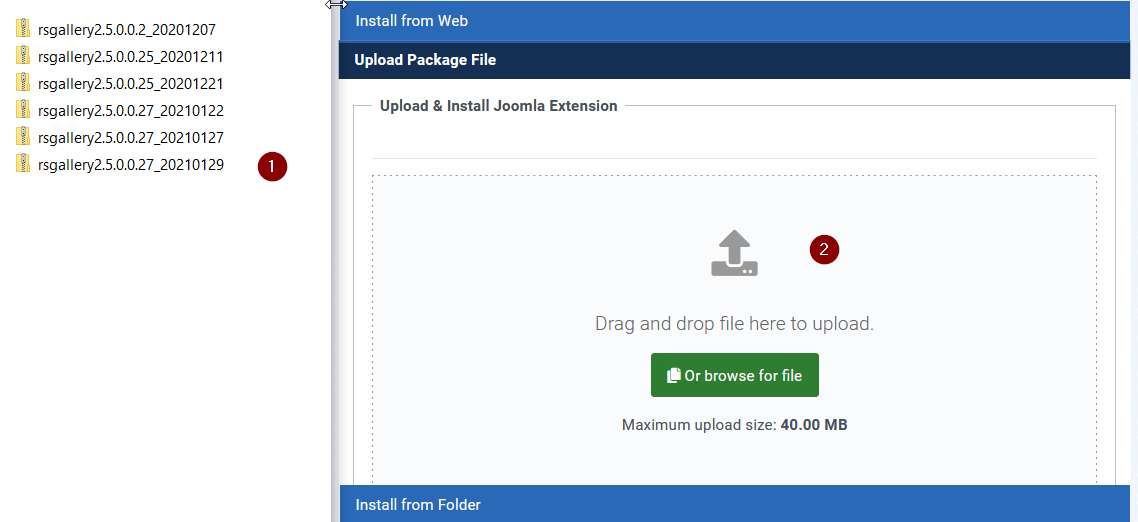 rsgallery2.5.0.0.2_20201207
rsgallery2.5.0.0.25_20201211
rsgallery2.5.0.0.25_20201221
rsgallery2.5.0.0.27_20210122
rsgallery2.5.0.0.27_20210127
rsgallery2.5.0.0.27_20210129
1
Install from Web
Upload Package File
Upload & Install Joomla Extension
2
Drag and drop file here to upload.
Or browse for file
Maximum upload size: 40.00 MB
Install from Folder